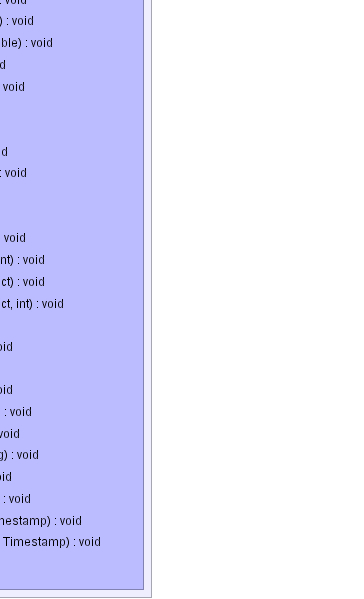 : void
) : void
ble) : void
d
void
d
: void
void
nt) : void
ct) : void
ct, int) : void
oid
oid
: void
void
g) : void
oid
: void
nestamp) : void
Timestamp) : void